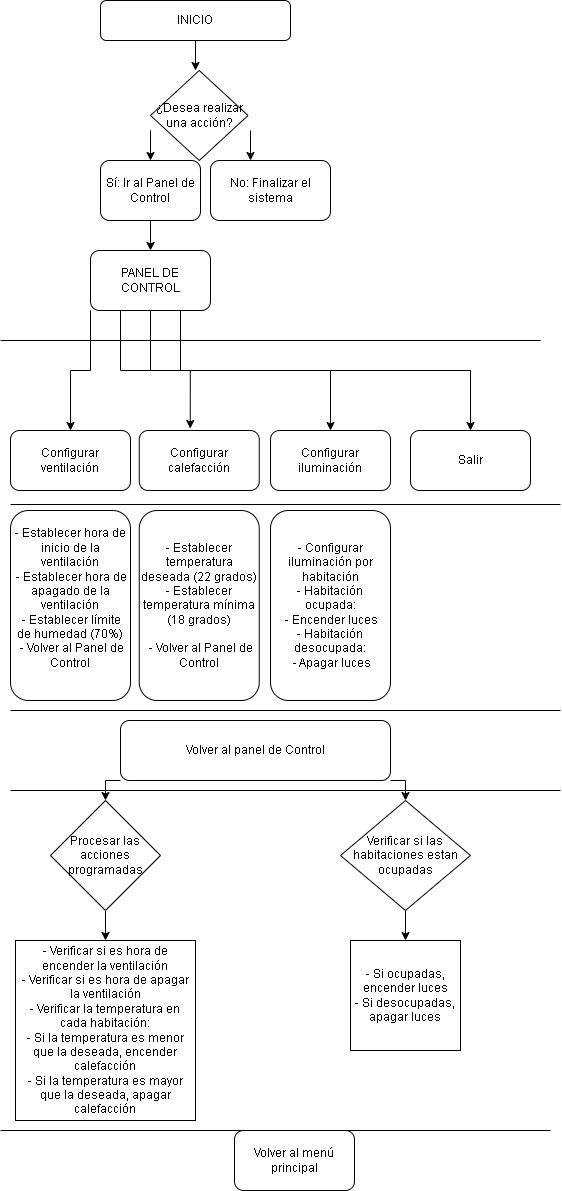 INICIO
¿Desea realizar
una acción?
Sí: Ir al Panel de
Control
No: Finalizar el
sistema
PANEL DE
CONTROL
Configurar
ventilación
Configurar
calefacción
Configurar
iluminación
Salir
- Establecer hora de
inicio de la
ventilación
- Establecer hora de
apagado de la
ventilación
- Establecer límite
de humedad (70%)
- Volver al Panel de
Control
- Establecer
temperatura
deseada (22 grados)
- Establecer
temperatura mínima
(18 grados)
- Volver al Panel de
Control
- Configurar
iluminación por
habitación
- Habitación
ocupada:
- Encender luces
- Habitación
desocupada:
- Apagar luces
Volver al panel de Control
Procesar las
acciones
programadas
Verificar si las
habitaciones estan
ocupadas
- Verificar si es hora de
encender la ventilación
- Verificar si es hora de apagar
la ventilación
- Verificar la temperatura en
cada habitación:
- Si la temperatura es menor
que la deseada, encender
calefacción
- Si la temperatura es mayor
que la deseada, apagar
calefacción
- Si ocupadas,
encender luces
- Si desocupadas,
apagar luces
Volver al menú
principal